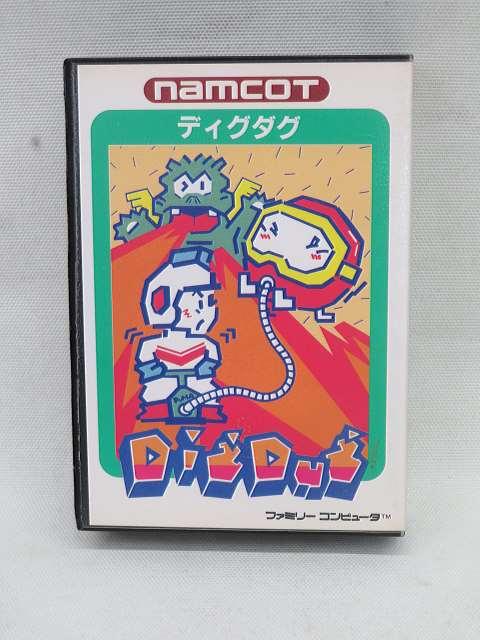 namcot
ディグダグ
DiGDuG
ファミリー コンピュータ™